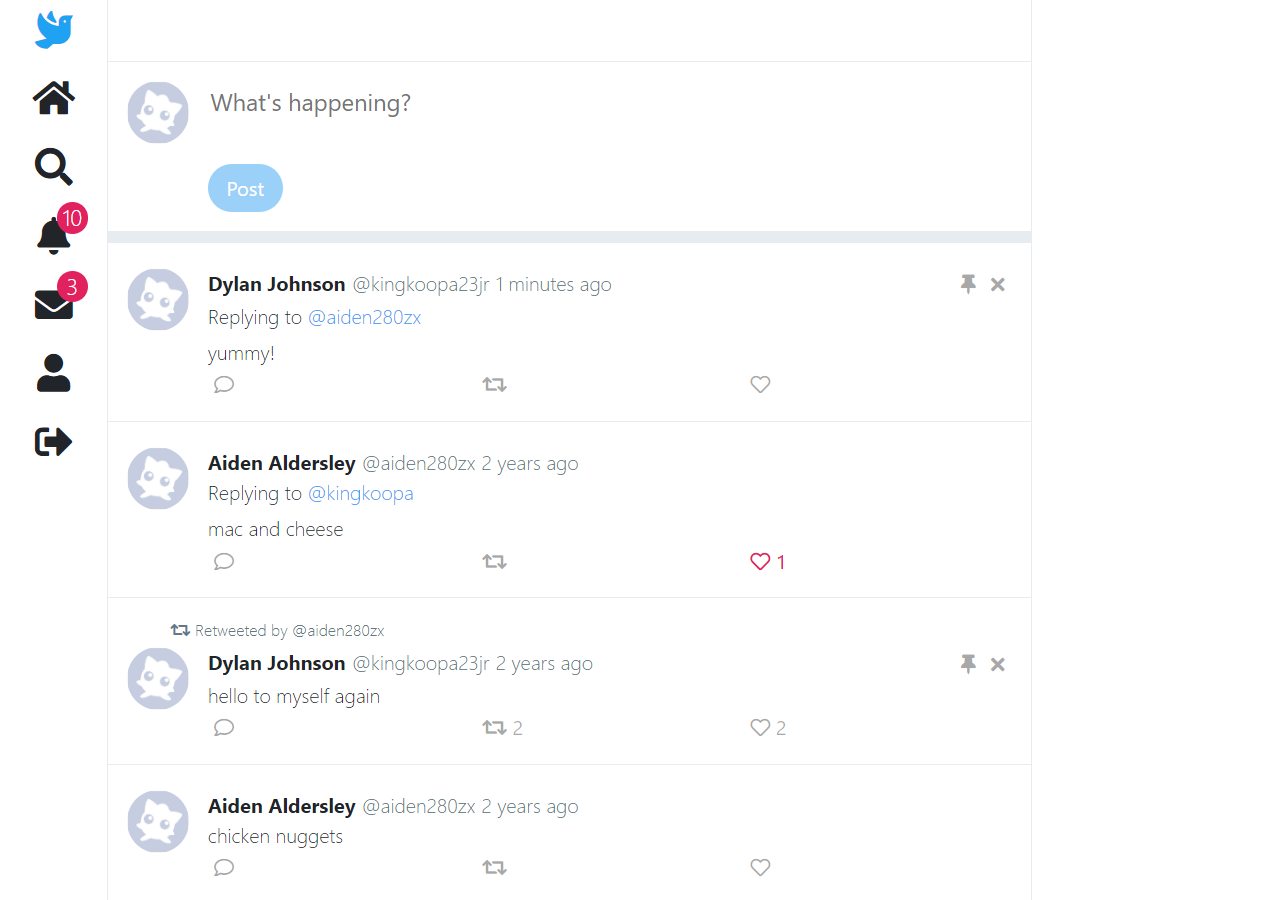 What's happening?
Post
10
3
Dylan Johnson @kingkoopa23jr 1 minutes ago
Replying to @aiden280zx
yummy!
Aiden Aldersley @aiden280zx 2 years ago
Replying to @kingkoopa
mac and cheese
1
Retweeted by @aiden280zx
Dylan Johnson @kingkoopa23jr 2 years ago
hello to myself again
2 2
Aiden Aldersley @aiden280zx 2 years ago
chicken nuggets